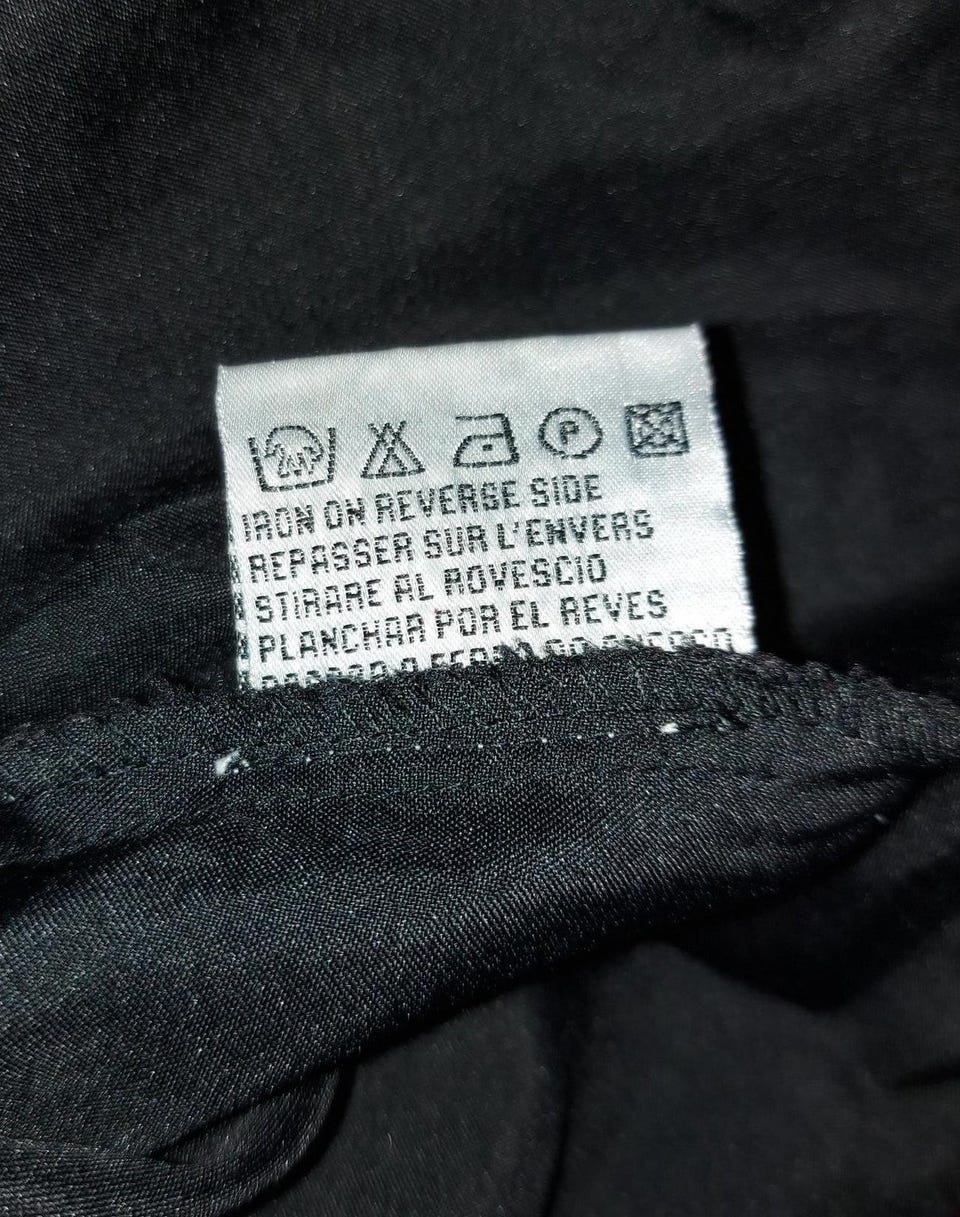 P
IRON ON REVERSE SIDE
REPASSER SUR L'ENVERS
STIRARE AL ROVESCIO
PLANCHAR POR EL REVES